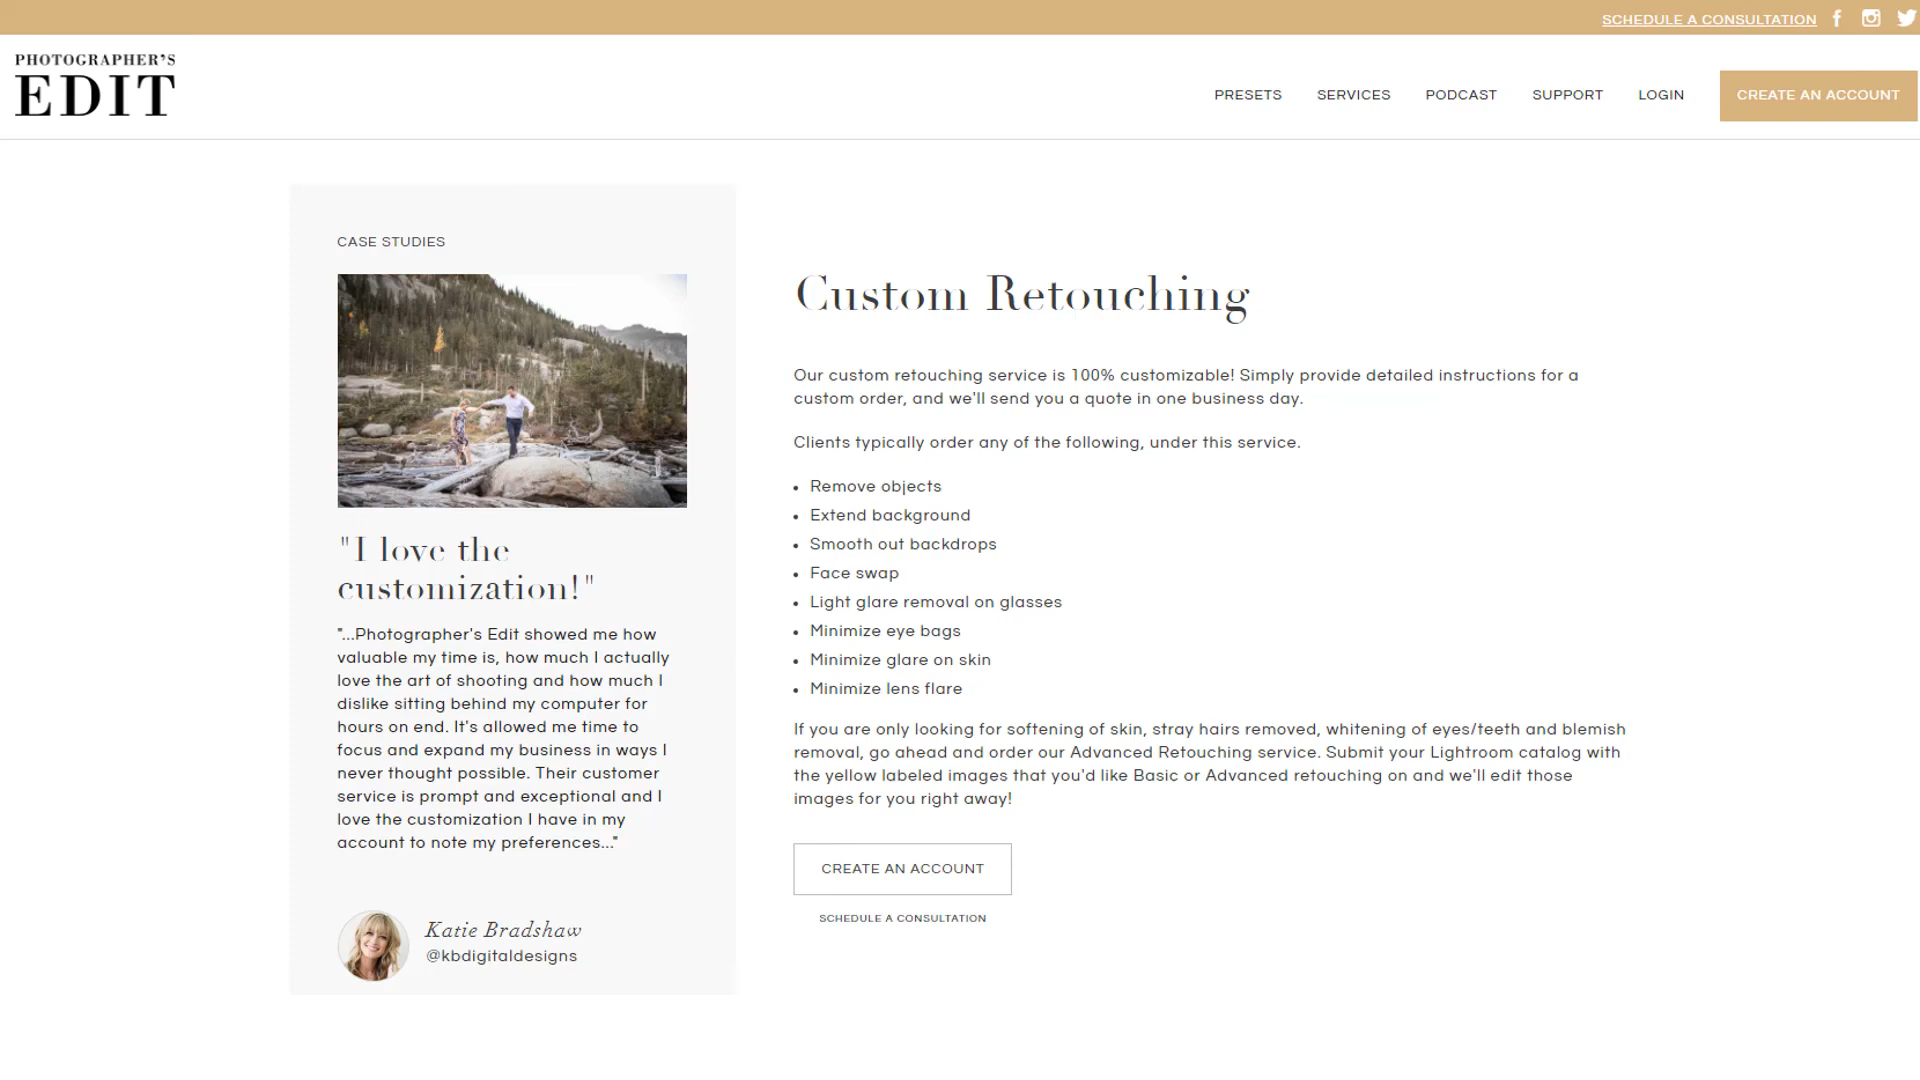 SCHEDULE A CONSULTATION
PHOTOGRAPHER'S
EDIT
PRESETS
SERVICES
PODCAST
SUPPORT
LOGIN
CREATE AN ACCOUNT
CASE STUDIES
"I love the
customization!"
"...Photographer's Edit showed me how
valuable my time is, how much I actually
love the art of shooting and how much I
dislike sitting behind my computer for
hours on end. It's allowed me time to
focus and expand my business in ways I
never thought possible. Their customer
service is prompt and exceptional and I
love the customization I have in my
account to note my preferences..."
Katie Bradshaw
@kbdigitaldesigns
Custom Retouching
Our custom retouching service is 100% customizable! Simply provide detailed instructions for a
custom order, and we'll send you a quote in one business day.
Clients typically order any of the following, under this service.
• Remove objects
• Extend background
• Smooth out backdrops
• Face swap
• Light glare removal on glasses
• Minimize eye bags
• Minimize glare on skin
• Minimize lens flare
If you are only looking for softening of skin, stray hairs removed, whitening of eyes/teeth and blemish
removal, go ahead and order our Advanced Retouching service. Submit your Lightroom catalog with
the yellow labeled images that you'd like Basic or Advanced retouching on and we'll edit those
images for you right away!
CREATE AN ACCOUNT
SCHEDULE A CONSULTATION